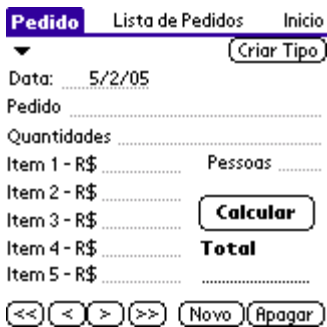 Pedido Lista de Pedidos Inicio
Criar Tipo
Data: 5/2/05
Pedido
Quantidades
Item 1 - R$ Pessoas
Item 2 - R$
Item 3 - R$ Calcular
Item 4 - R$ Total
Item 5 - R$
<< < > >> Novo Apagar